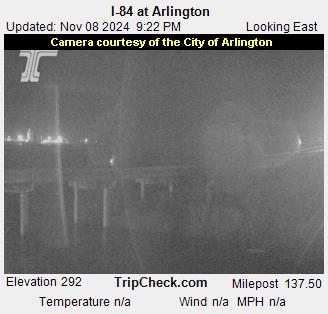 I-84 at Arlington
Updated: Nov 08 2024 9:22 PM Looking East
Camera courtesy of the City of Arlington
Elevation 292 TripCheck.com Milepost 137.50
Temperature n/a Wind n/a MPH n/a